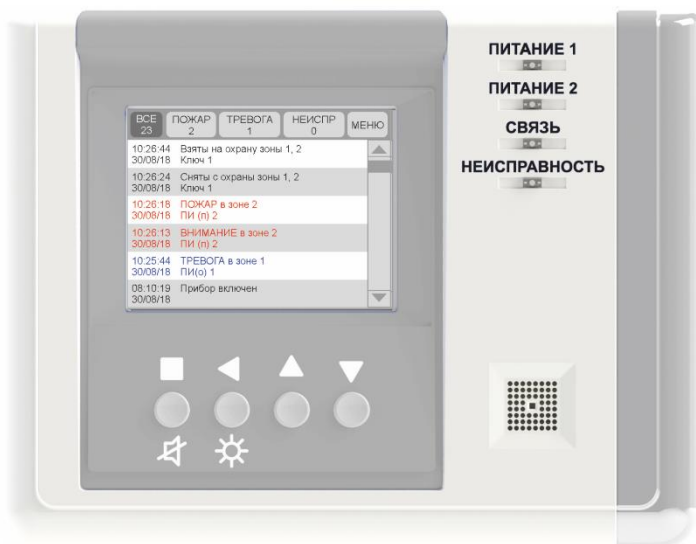 ВСЕ ПОЖАР ТРЕВОГА НЕИСПР МЕНЮ
23 2 1 0
10:26:44 Взяты на охрану зоны 1, 2
30/08/18 Ключ 1
10:26:24 Сняты с охраны зоны 1, 2
30/08/18 Ключ 1
10:26:18 ПОЖАР в зоне 2
30/08/18 ПИ (п) 2
10:26:13 ВНИМАНИЕ в зоне 2
30/08/18 ПИ (п) 2
10:25:44 ТРЕВОГА в зоне 1
30/08/18 ПИ(о) 1
08:10:19 Прибор включен
30/08/18
ПИТАНИЕ 1
ПИТАНИЕ 2
СВЯЗЬ
НЕИСПРАВНОСТЬ